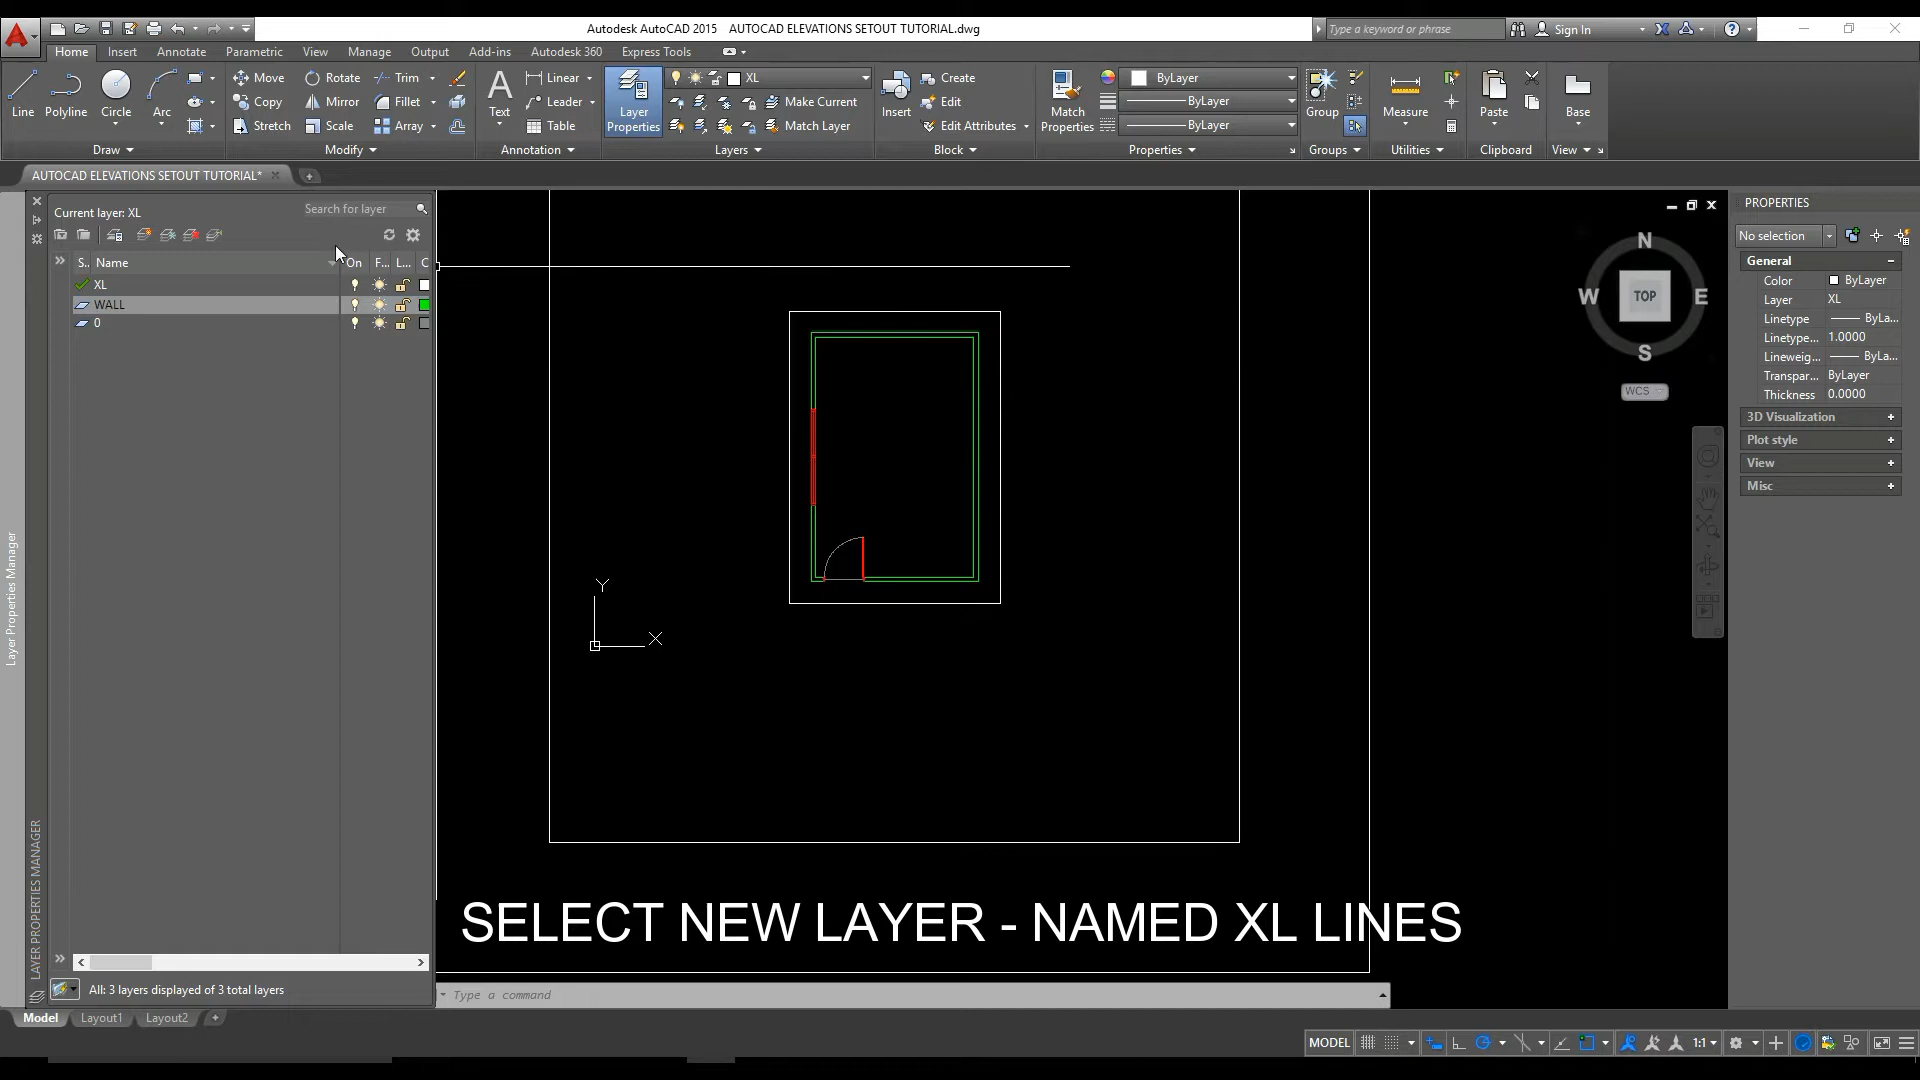 Autodesk AutoCAD 2015 AUTOCAD ELEVATIONS SETOUT TUTORIAL.dwg
Type a keyword or phrase
Sign In
Home Insert Annotate Parametric View Manage Output Add-ins Autodesk 360 Express Tools
Line Polyline Circle Arc
Move Rotate Trim
Copy Mirror Fillet
Stretch Scale Array
Text
Linear
Leader
Table
Layer Properties
XL
Make Current
Match Layer
Insert
Create
Edit
Edit Attributes
Match Properties
ByLayer
ByLayer
ByLayer
Group
Measure
Paste
Base
Draw Modify Annotation Layers Block Properties Groups Utilities Clipboard View
AUTOCAD ELEVATIONS SETOUT TUTORIAL*
Current layer: XL
Search for layer
S.. Name On F... L... C
XL
WALL
0
All: 3 layers displayed of 3 total layers
Layer Properties Manager
LAYER PROPERTIES MANAGER
Y
X
N
W TOP E
S
WCS
SELECT NEW LAYER - NAMED XL LINES
Type a command
PROPERTIES
No selection
General
Color ByLayer
Layer XL
Linetype ByLa...
Linetype... 1.0000
Lineweig... ByLa...
Transpar... ByLayer
Thickness 0.0000
3D Visualization
Plot style
View
Misc
Model Layout1 Layout2
MODEL
1:1